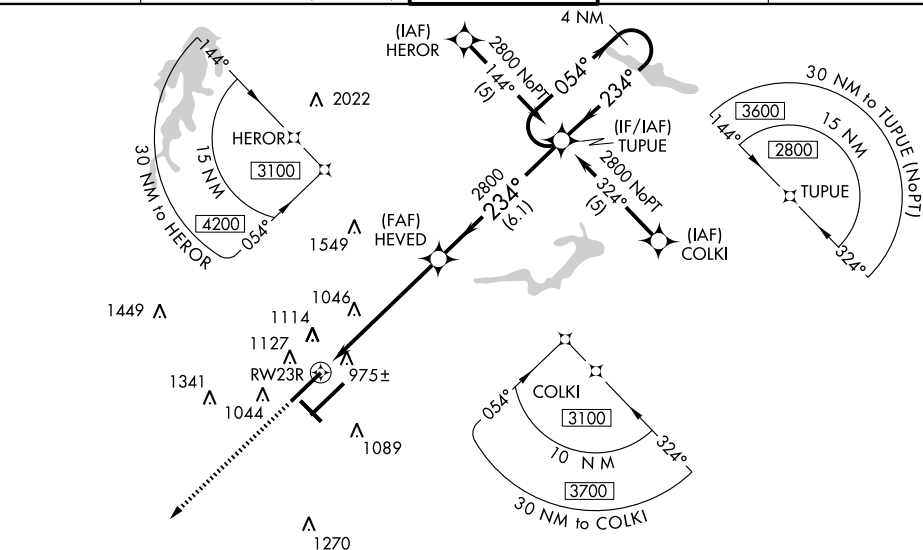 4 NM
(IAF)
HEROR
2800 NoPT
144°
(5)
054°
234°
(IF/IAF)
TUPUE
2800 NoPT
324°
(5)
(IAF)
COLKI
2800
234°
(6.1)
(FAF)
HEVED
144°
HEROR
3100
15 NM
4200
054°
30 NM to HEROR
2022
30 NM to TUPUE (NoPT)
3600
15 NM
144°
2800
TUPUE
324°
1549
1449
1046
1114
1127
RW23R
975±
1341
1044
1089
1270
COLKI
054°
3100
324°
10 NM
3700
30 NM to COLKI